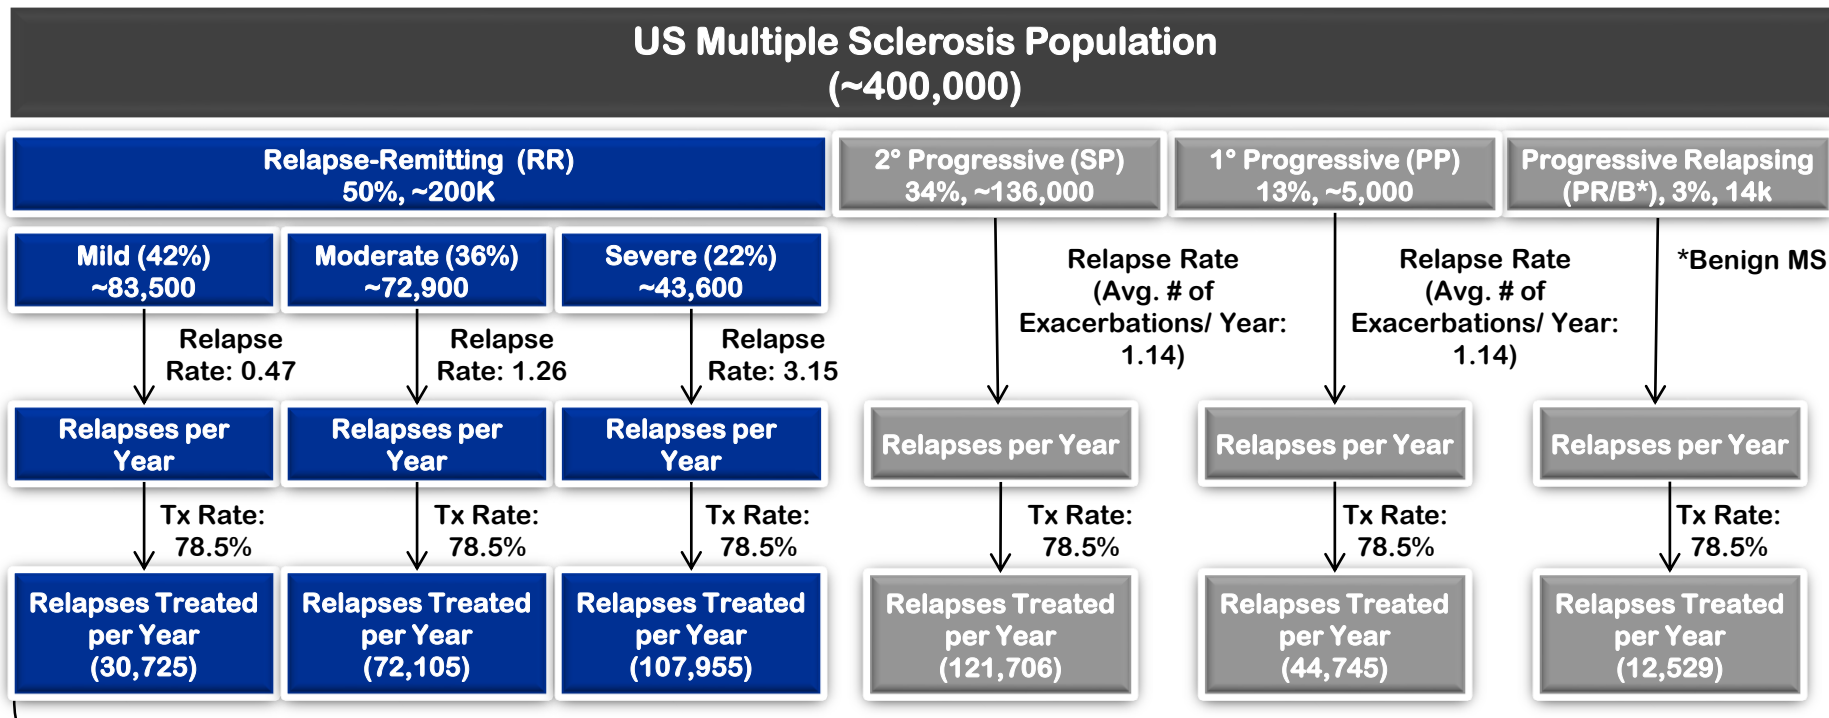 US Multiple Sclerosis Population
(~400,000)
Relapse-Remitting (RR)
50%, ~200K
2° Progressive (SP)
34%, ~136,000
1° Progressive (PP)
13%, ~5,000
Progressive Relapsing
(PR/B*), 3%, 14k
Mild (42%)
~83,500
Moderate (36%)
~72,900
Severe (22%)
~43,600
Relapse Rate
(Avg. # of
Exacerbations/ Year:
1.14)
Relapse Rate
(Avg. # of
Exacerbations/ Year:
1.14)
*Benign MS
Relapse
Rate: 0.47
Relapse
Rate: 1.26
Relapse
Rate: 3.15
Relapses per
Year
Relapses per
Year
Relapses per
Year
Relapses per Year
Relapses per Year
Relapses per Year
Tx Rate:
78.5%
Tx Rate:
78.5%
Tx Rate:
78.5%
Tx Rate:
78.5%
Tx Rate:
78.5%
Tx Rate:
78.5%
Relapses Treated
per Year
(30,725)
Relapses Treated
per Year
(72,105)
Relapses Treated
per Year
(107,955)
Relapses Treated
per Year
(121,706)
Relapses Treated
per Year
(44,745)
Relapses Treated
per Year
(12,529)